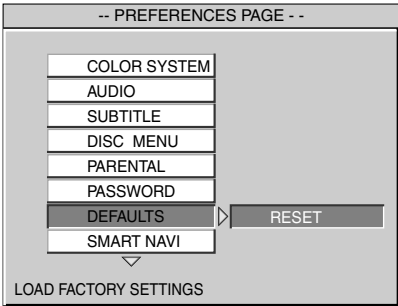 -- PREFERENCES PAGE - -
COLOR SYSTEM
AUDIO
SUBTITLE
DISC MENU
PARENTAL
PASSWORD
DEFAULTS RESET
SMART NAVI
LOAD FACTORY SETTINGS